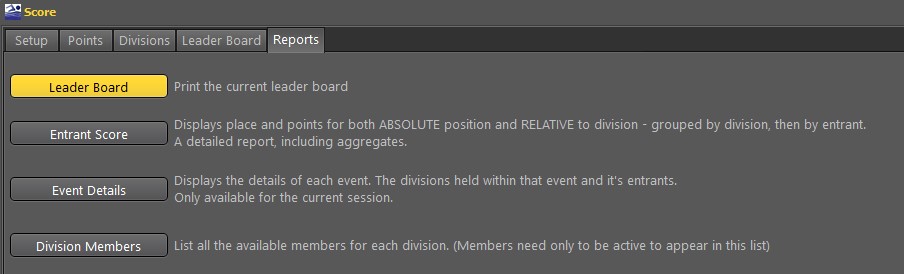 Score
Setup Points Divisions Leader Board Reports
Leader Board Print the current leader board
Entrant Score Displays place and points for both ABSOLUTE position and RELATIVE to division - grouped by division, then by entrant.
A detailed report, including aggregates.
Event Details Displays the details of each event. The divisions held within that event and it's entrants.
Only available for the current session.
Division Members List all the available members for each division. (Members need only to be active to appear in this list)